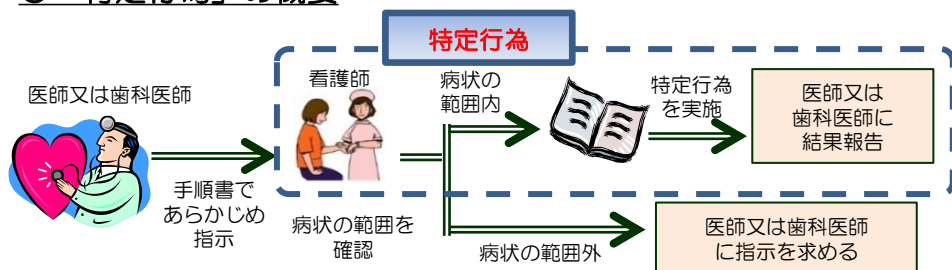 「特定行為」の概要
特定行為
医師又は歯科医師
手順書で
あらかじめ
指示
看護師
病状の範囲を
確認
病状の
範囲内
特定行為
を実施
医師又は
歯科医師に
結果報告
病状の範囲外
医師又は歯科医師
に指示を求める